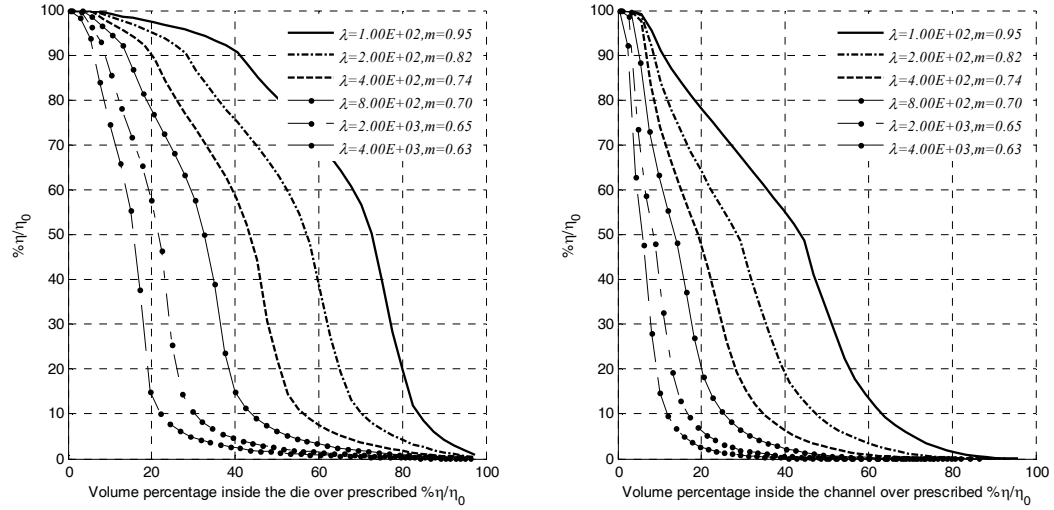 100
90
80
70
60
50
40
30
20
10
0
0 20 40 60 80 100
%η/η0
Volume percentage inside the die over prescribed %η/η0
λ=1.00E+02,m=0.95
λ=2.00E+02,m=0.82
λ=4.00E+02,m=0.74
λ=8.00E+02,m=0.70
λ=2.00E+03,m=0.65
λ=4.00E+03,m=0.63
100
90
80
70
60
50
40
30
20
10
0
0 20 40 60 80 100
%η/η0
Volume percentage inside the channel over prescribed %η/η0
λ=1.00E+02,m=0.95
λ=2.00E+02,m=0.82
λ=4.00E+02,m=0.74
λ=8.00E+02,m=0.70
λ=2.00E+03,m=0.65
λ=4.00E+03,m=0.63